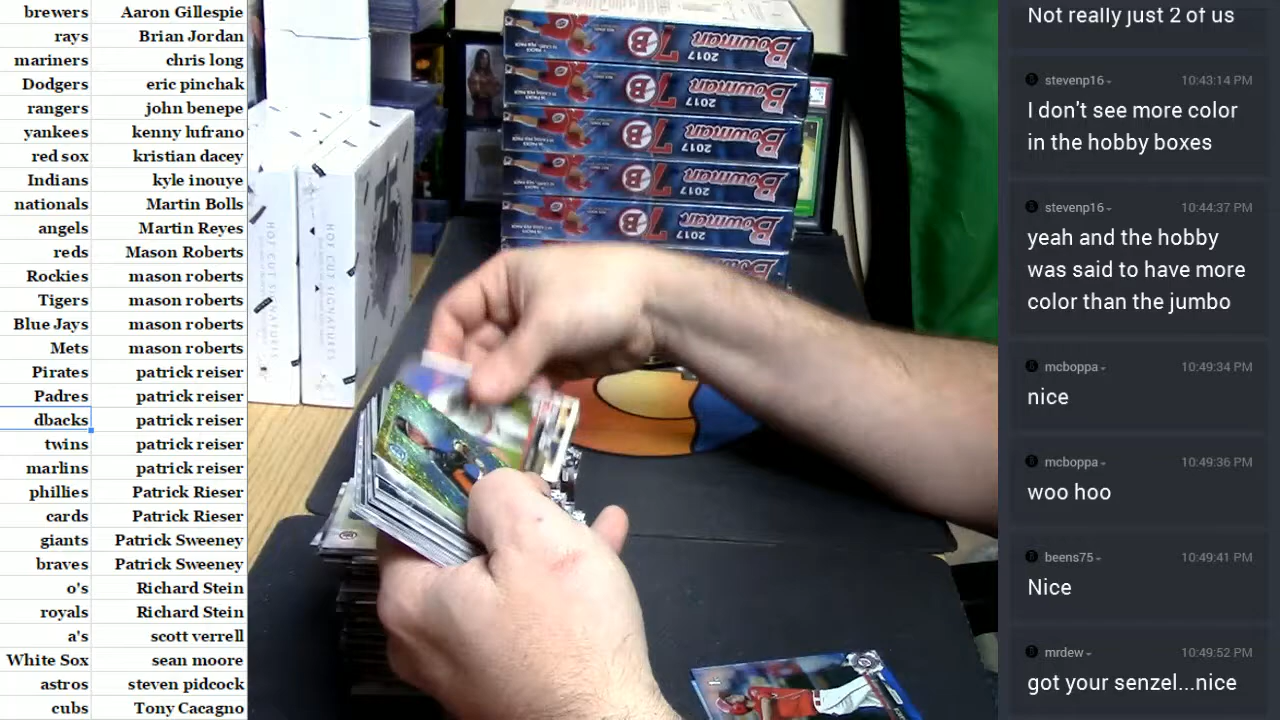 brewers Aaron Gillespie
rays Brian Jordan
mariners chris long
Dodgers eric pinchak
rangers john benepe
yankees kenny lufrano
red sox kristian dacey
Indians kyle inouye
nationals Martin Bolls
angels Martin Reyes
reds Mason Roberts
Rockies mason roberts
Tigers mason roberts
Blue Jays mason roberts
Mets mason roberts
Pirates patrick reiser
Padres patrick reiser
dbacks patrick reiser
twins patrick reiser
marlins patrick reiser
phillies Patrick Rieser
cards Patrick Rieser
giants Patrick Sweeney
braves Patrick Sweeney
o's Richard Stein
royals Richard Stein
a's scott verrell
White Sox sean moore
astros steven pidcock
cubs Tony Cacagno
Bowman 2017 B
Bowman 2017 B
Bowman 2017 B
Bowman 2017 B
Bowman 2017 B
Bowman
HOF CUT SIGNATURES
HOF CUT SIGNATURES
Not really just 2 of us
stevenp16 10:43:14 PM
I don't see more color
in the hobby boxes
stevenp16 10:44:37 PM
yeah and the hobby
was said to have more
color than the jumbo
mcboppa 10:49:34 PM
nice
mcboppa 10:49:36 PM
woo hoo
beens75 10:49:41 PM
Nice
mrdew 10:49:52 PM
got your senzel...nice